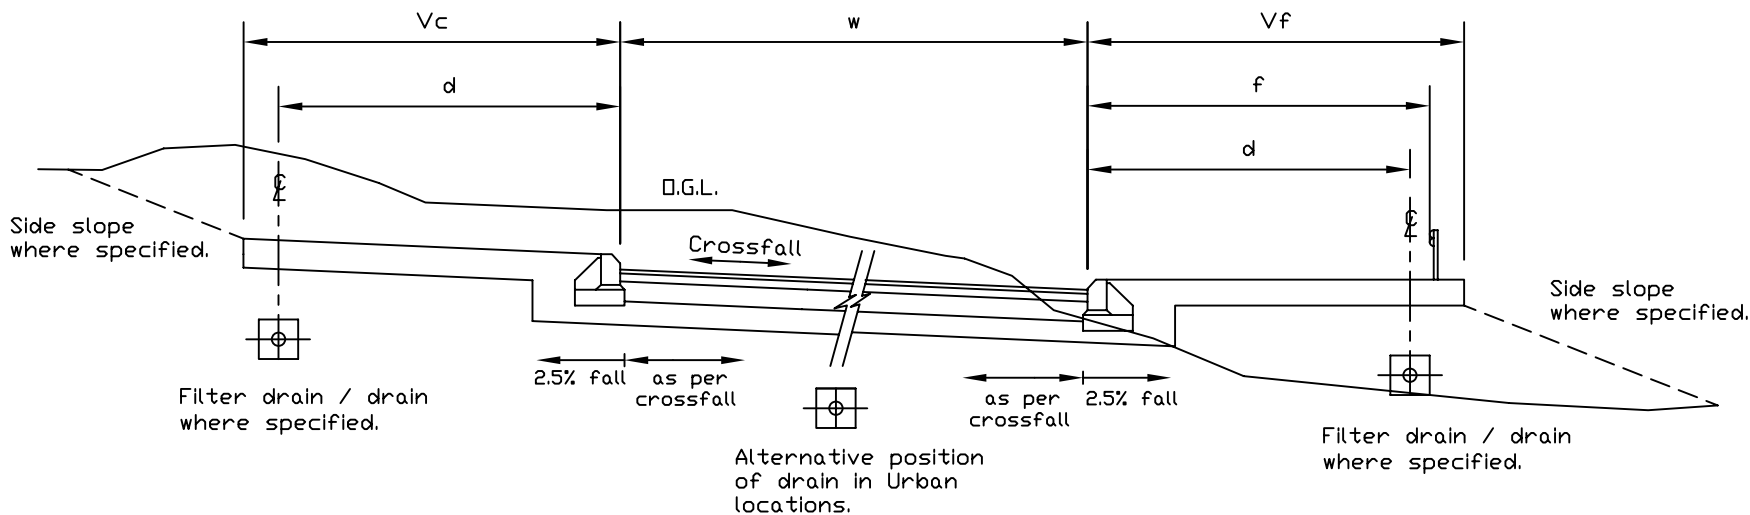 Vc
w
Vf
d
f
d
℄
O.G.L.
Side slope
where specified.
Crossfall
℄
Side slope
where specified.
2.5% fall
as per
crossfall
as per
crossfall
2.5% fall
Filter drain / drain
where specified.
Alternative position
of drain in Urban
locations.
Filter drain / drain
where specified.